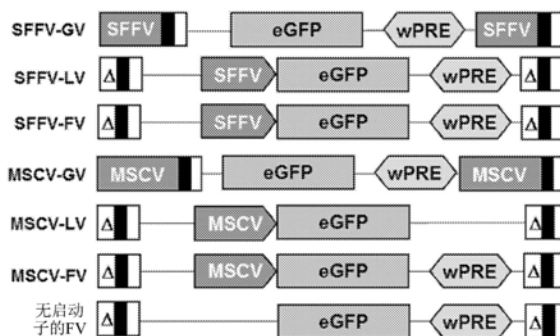 SFFV-GV SFFV eGFP wPRE SFFV
SFFV-LV Δ SFFV eGFP wPRE Δ
SFFV-FV Δ SFFV eGFP wPRE Δ
MSCV-GV MSCV eGFP wPRE MSCV
MSCV-LV Δ MSCV eGFP Δ
MSCV-FV Δ MSCV eGFP wPRE Δ
无启动
子的FV Δ eGFP wPRE Δ